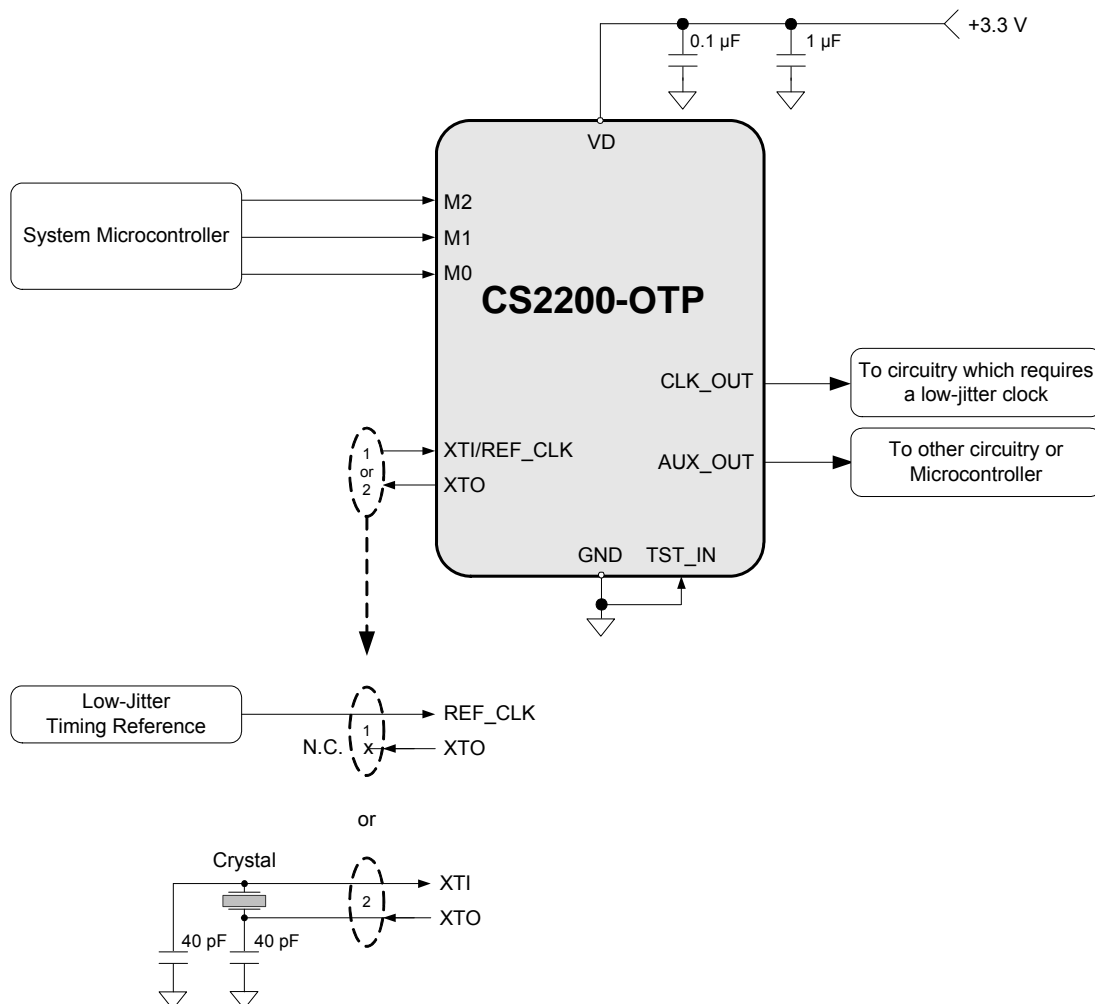 +3.3 V
0.1 µF
1 µF
VD
System Microcontroller
M2
M1
M0
CS2200-OTP
CLK_OUT
To circuitry which requires
a low-jitter clock
XTI/REF_CLK
AUX_OUT
To other circuitry or
Microcontroller
1
or
2
XTO
GND
TST_IN
Low-Jitter
Timing Reference
1
REF_CLK
N.C.
x
XTO
or
Crystal
2
XTI
XTO
40 pF
40 pF